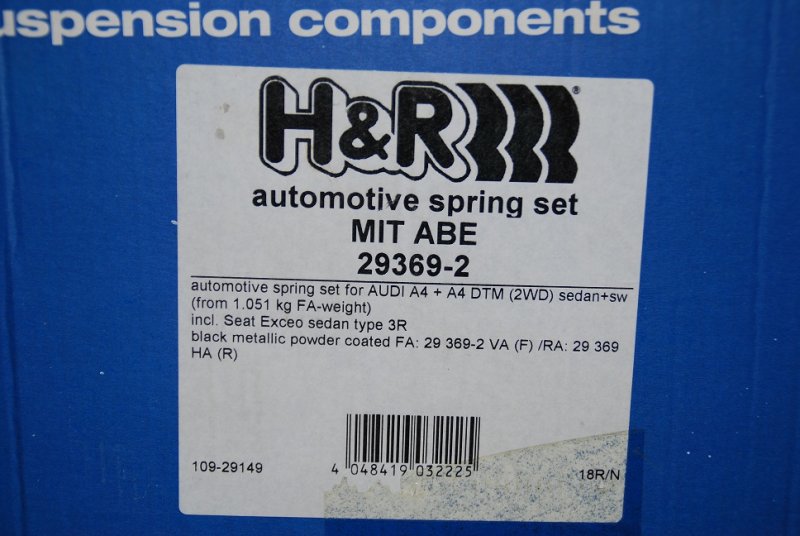 uspension components
H&R®
automotive spring set
MIT ABE
29369-2
automotive spring set for AUDI A4 + A4 DTM (2WD) sedan+sw
(from 1.051 kg FA-weight)
incl. Seat Exceo sedan type 3R
black metallic powder coated FA: 29 369-2 VA (F) /RA: 29 369
HA (R)
109-29149
4 048419 032225
18R/N